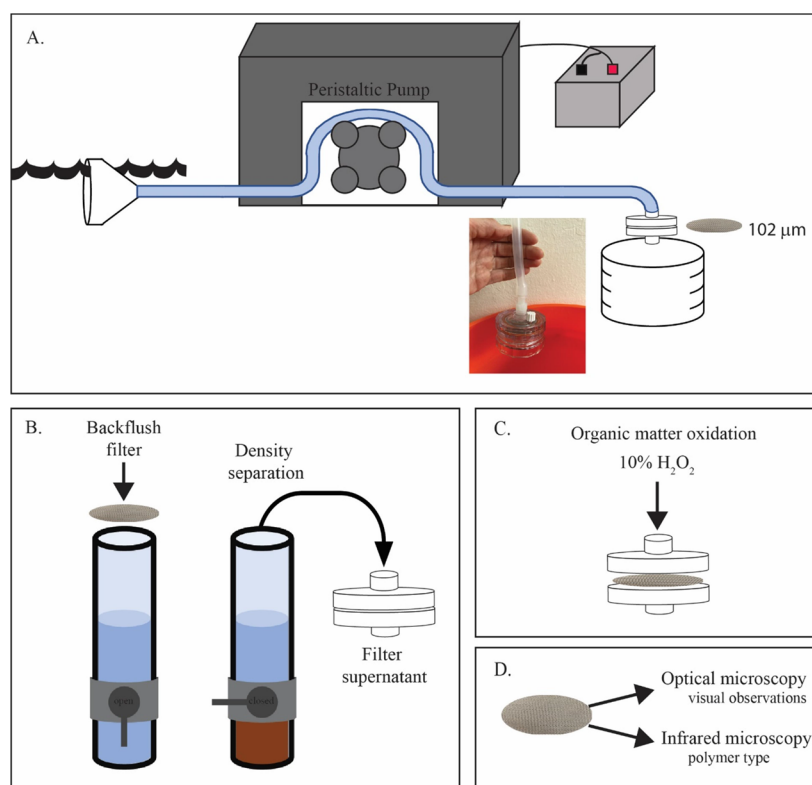 A.
Peristaltic Pump
102 μm
B.
Backflush
filter
Density
separation
open
closed
Filter
supernatant
C.
Organic matter oxidation
10% H₂O₂
D.
Optical microscopy
visual observations
Infrared microscopy
polymer type